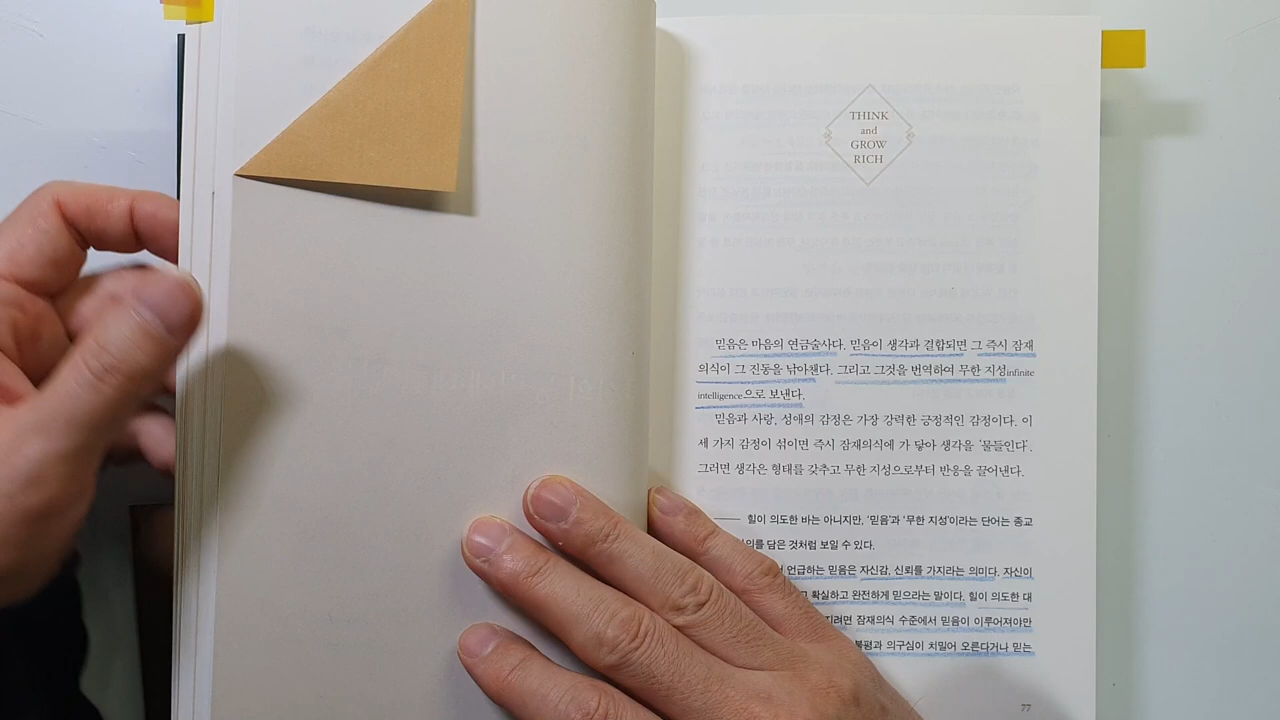 THINK
and
GROW
RICH
믿음은 마음의 연금술사다. 믿음이 생각과 결합되면 그 즉시 잠재
의식이 그 진동을 낚아챈다. 그리고 그것을 번역하여 무한 지성infinite
intelligence으로 보낸다.
믿음과 사랑, 성애의 감정은 가장 강력한 긍정적인 감정이다. 이
세 가지 감정이 섞이면 즉시 잠재의식에 가 닿아 생각을 '물들인다'.
그러면 생각은 형태를 갖추고 무한 지성으로부터 반응을 끌어낸다.
힐이 의도한 바는 아니지만, '믿음'과 '무한 지성'이라는 단어는 종교
담은 것처럼 보일 수 있다.
언급하는 믿음은 자신감, 신뢰를 가지라는 의미다. 자신이
확실하고 완전하게 믿으라는 말이다. 힐이 의도한 대
잠재의식 수준에서 믿음이 이루어져야만
불평과 의구심이 치밀어 오른다거나 믿는
77